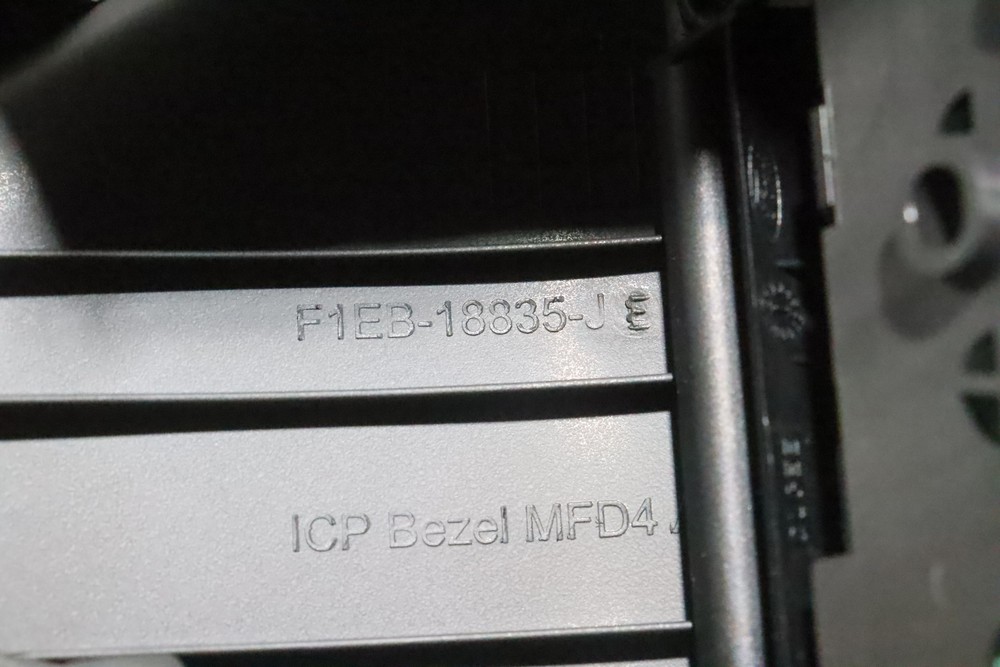 F1EB-18835-J
ICP Bezel MFD4